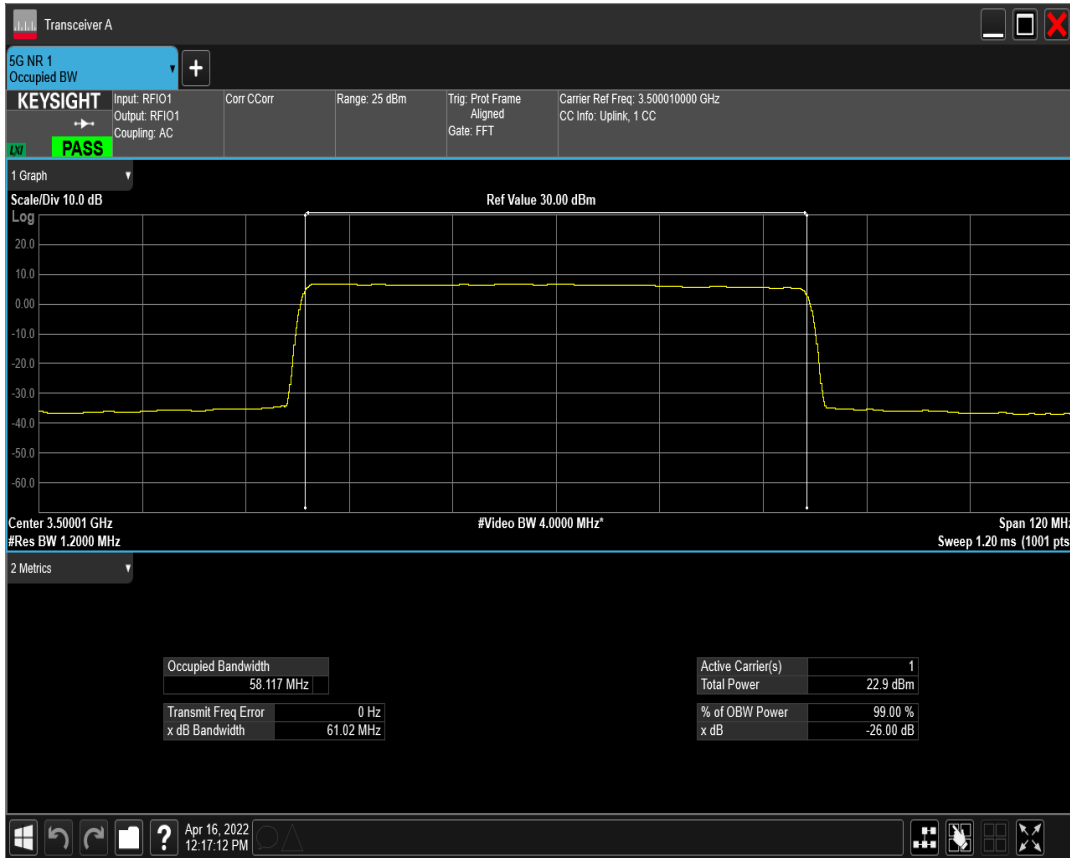 Transceiver A
5G NR 1
Occupied BW
+
KEYSIGHT
LXI
PASS
Input: RFIO1
Output: RFIO1
Coupling: AC
Corr CCorr
Range: 25 dBm
Trig: Prot Frame
Aligned
Gate: FFT
Carrier Ref Freq: 3.500010000 GHz
CC Info: Uplink, 1 CC
1 Graph
Scale/Div 10.0 dB
Ref Value 30.00 dBm
Log
20.0
10.0
0.00
-10.0
-20.0
-30.0
-40.0
-50.0
-60.0
Center 3.50001 GHz
#Video BW 4.0000 MHz*
Span 120 MHz
#Res BW 1.2000 MHz
Sweep 1.20 ms (1001 pts
2 Metrics
Occupied Bandwidth
58.117 MHz
Transmit Freq Error 0 Hz
x dB Bandwidth 61.02 MHz
Active Carrier(s) 1
Total Power 22.9 dBm
% of OBW Power 99.00 %
x dB -26.00 dB
?
Apr 16, 2022
12:17:12 PM